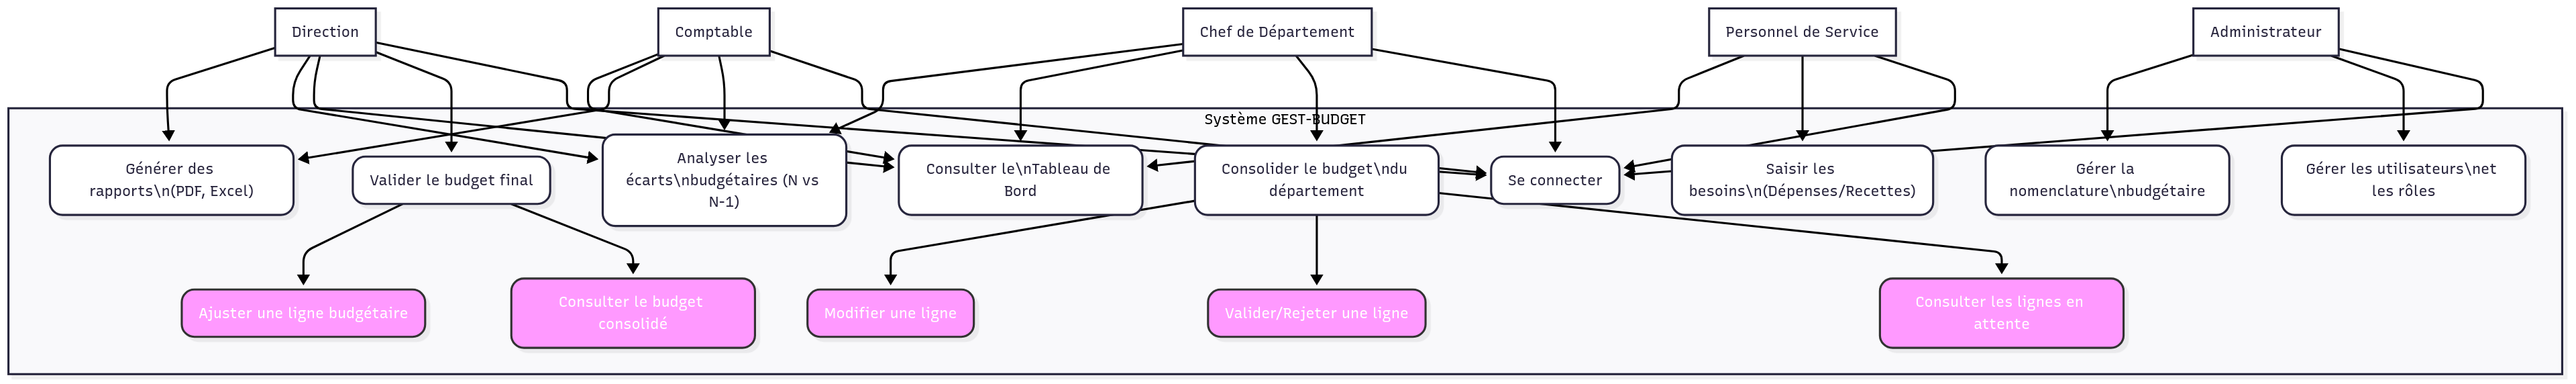 Direction
Comptable
Chef de Département
Personnel de Service
Administrateur
Système GEST-BUDGET
Générer des
rapports\n(PDF, Excel)
Valider le budget final
Analyser les
écarts\nbudgétaires (N vs
N-1)
Consulter le\nTableau de
Bord
Consolider le budget\ndu
département
Se connecter
Saisir les
besoins\n(Dépenses/Recettes)
Gérer la
nomenclature\nbudgétaire
Gérer les utilisateurs\net
les rôles
Ajuster une ligne budgétaire
Consulter le budget
consolidé
Modifier une ligne
Valider/Rejeter une ligne
Consulter les lignes en
attente